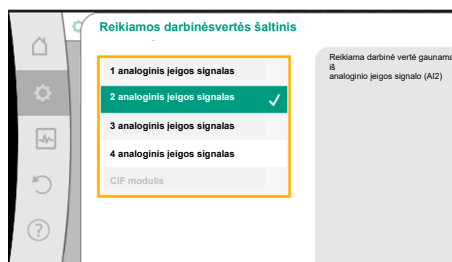 Reikiamos darbinėsvertės šaltinis
1 analoginis įeigos signalas
2 analoginis įeigos signalas
3 analoginis įeigos signalas
4 analoginis įeigos signalas
CIF modulis
Reikiama darbinė vertė gaunama
iš
analoginio įeigos signalo (AI2)